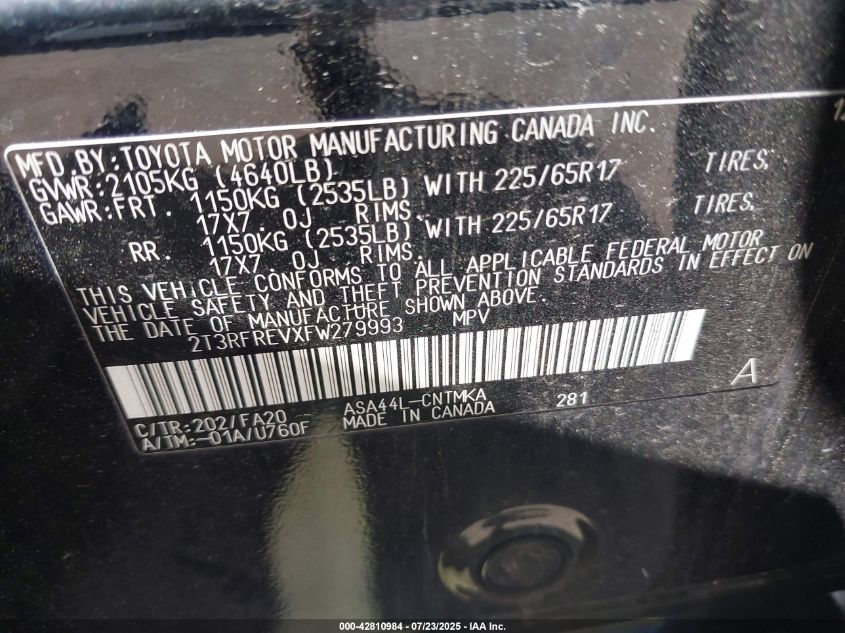 MFD.BY:TOYOTA MOTOR MANUFACTURING CANADA INC.
GVWR:2105KG (4640LB)
GAWR:FRT. 1150KG (2535LB) WITH 225/65R17 TIRES,
17X7.0J RIMS.
RR. 1150KG (2535LB) WITH 225/65R17 TIRES,
17X7.0J RIMS.
THIS VEHICLE CONFORMS TO ALL APPLICABLE FEDERAL MOTOR
VEHICLE SAFETY AND THEFT PREVENTION STANDARDS IN EFFECT ON
THE DATE OF MANUFACTURE SHOWN ABOVE.
2T3RFREVXFW279993 MPV
A
C/TR:202/FA20 ASA44L-CNTMKA 281
A/TM:-01A/U760F MADE IN CANADA
000-42810984 - 07/23/2025 - IAA Inc.